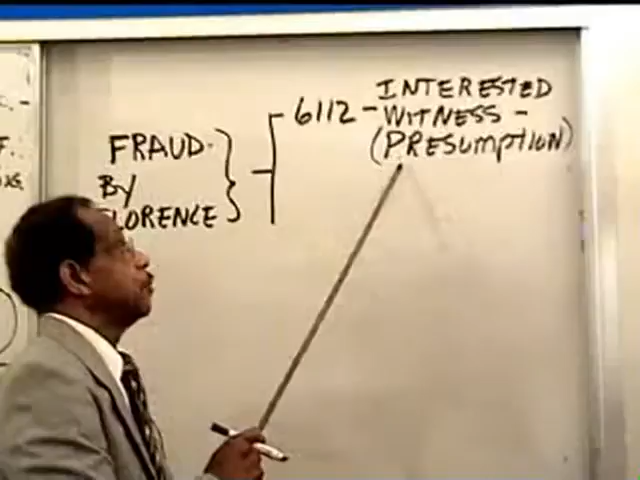 FRAUD
BY
FLORENCE
6112 - INTERESTED
WITNESS -
(PRESUMPTION)